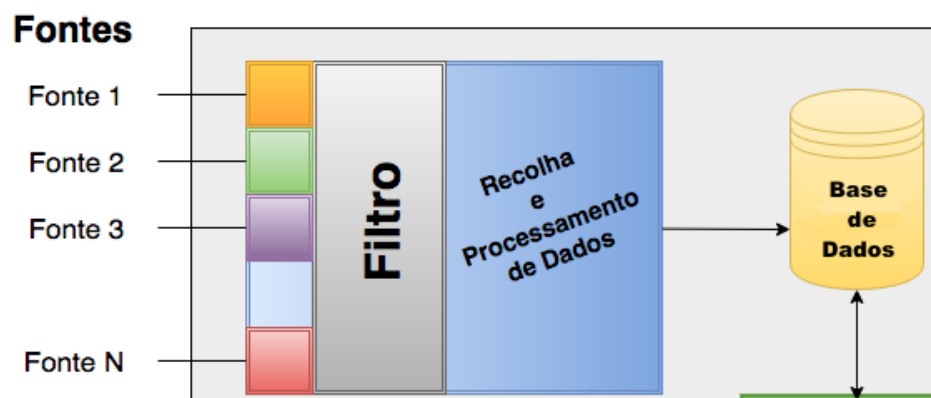 Fontes
Fonte 1
Fonte 2
Fonte 3
Fonte N
Filtro
Recolha
e
Processamento
de Dados
Base
de
Dados